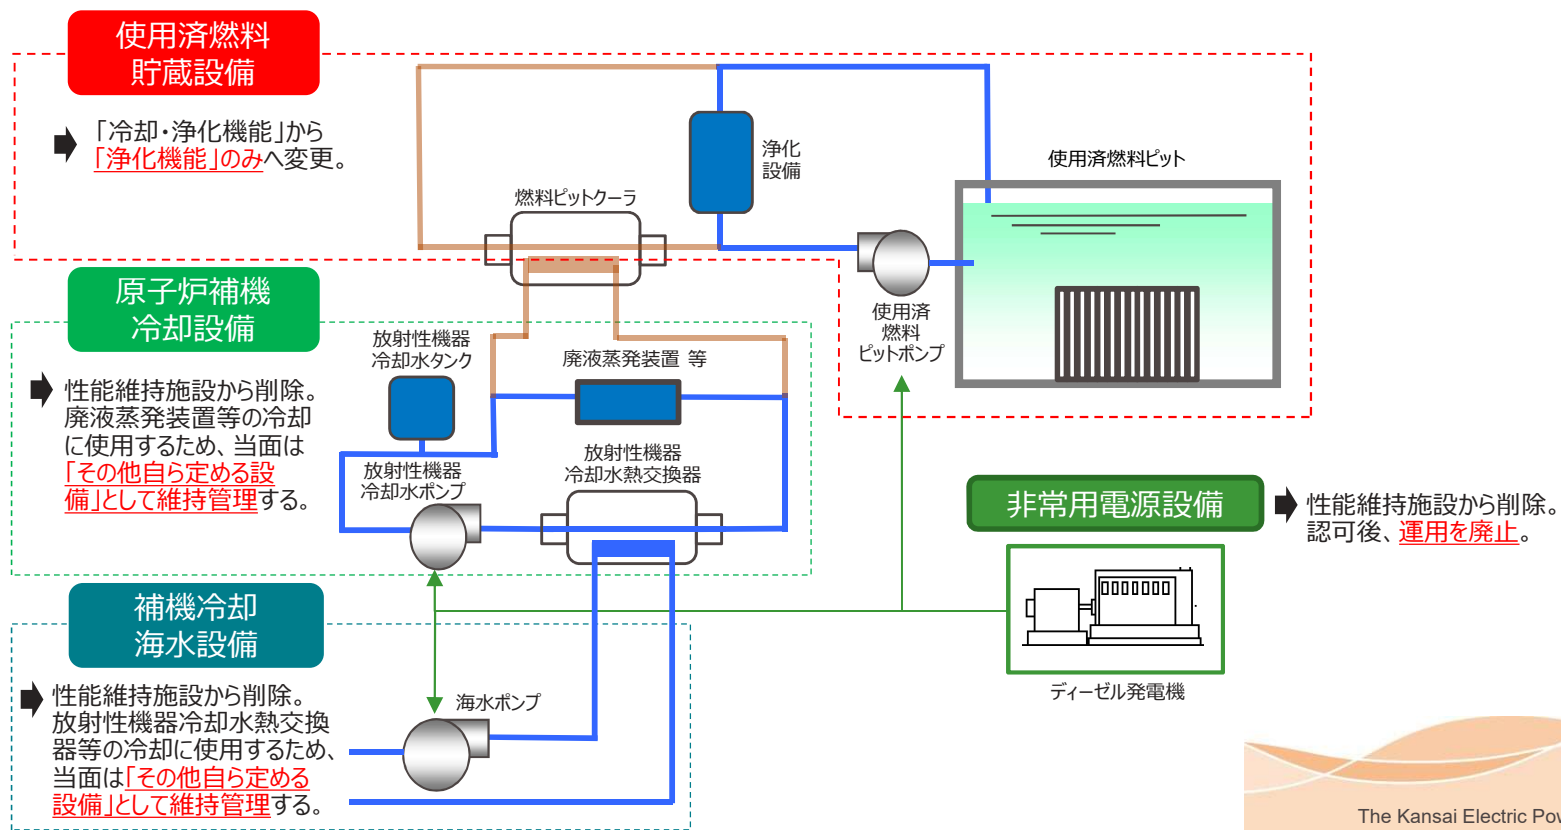 使用済燃料
貯蔵設備
「冷却・浄化機能」から
「浄化機能」のみへ変更。
浄化
設備
使用済燃料ピット
燃料ピットクーラ
使用済
燃料
ピットポンプ
原子炉補機
冷却設備
性能維持施設から削除。
廃液蒸発装置等の冷却
に使用するため、当面は
「その他自ら定める設
備」として維持管理する。
放射性機器
冷却水タンク
廃液蒸発装置 等
放射性機器
冷却水ポンプ
放射性機器
冷却水熱交換器
非常用電源設備
性能維持施設から削除。
認可後、運用を廃止。
ディーゼル発電機
補機冷却
海水設備
性能維持施設から削除。
放射性機器冷却水熱交換
器等の冷却に使用するため、
当面は「その他自ら定める
設備」として維持管理する。
海水ポンプ
The Kansai Electric Pow